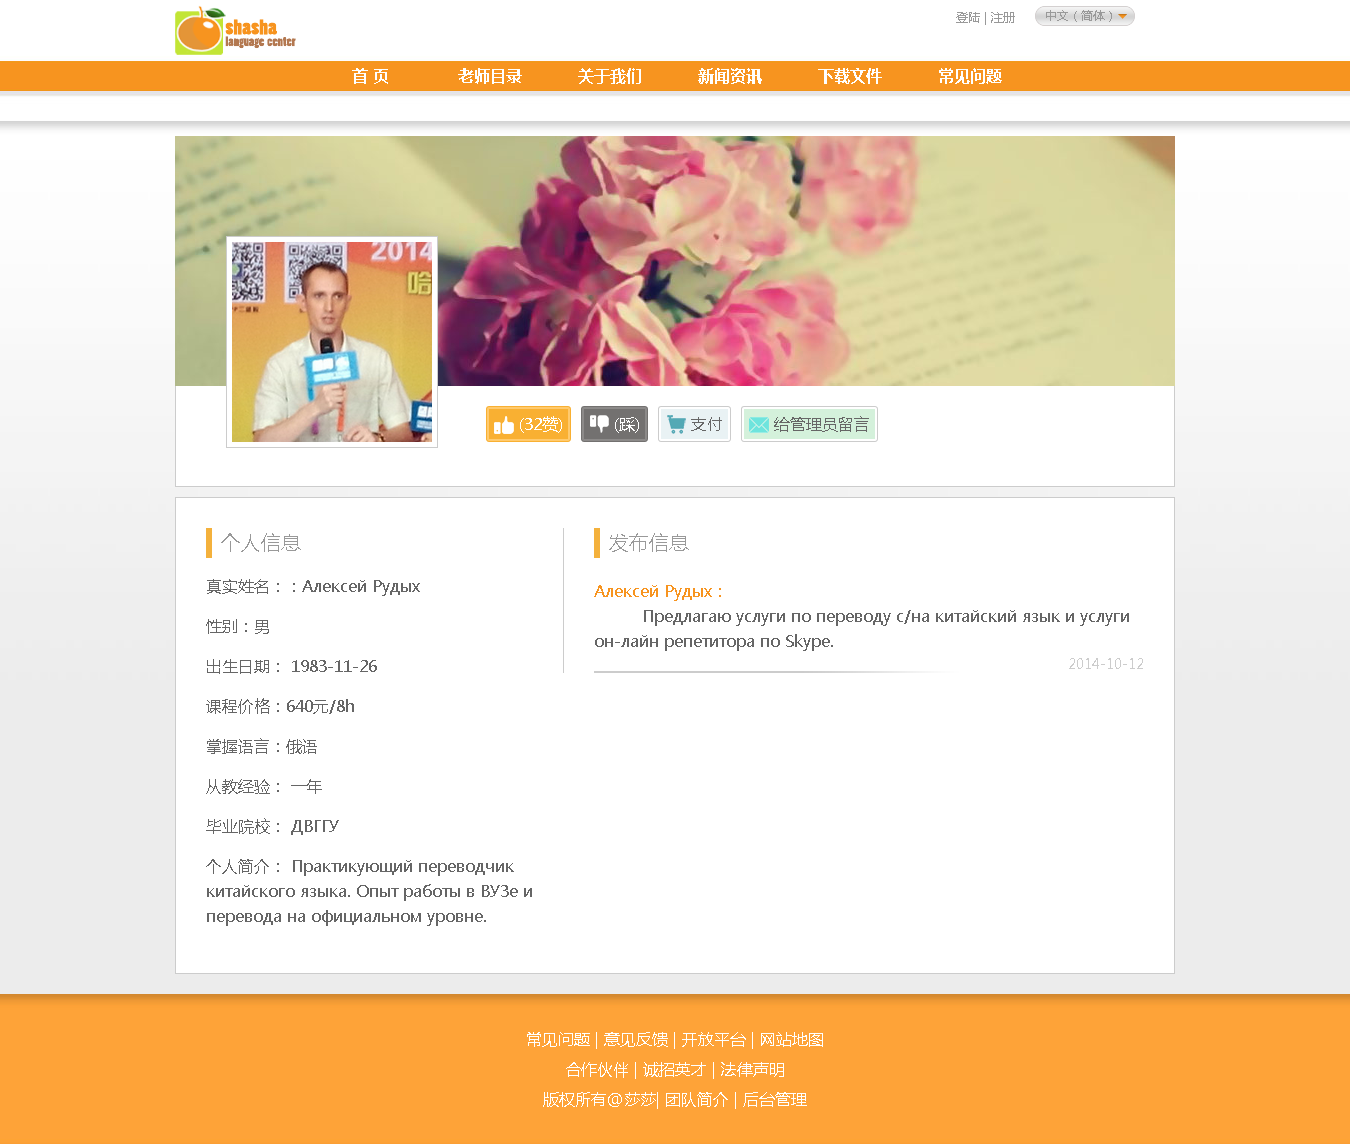 shasha
language center
登陆 | 注册
中文（简体）
首 页 老师目录 关于我们 新闻资讯 下载文件 常见问题
2014
哈
(32赞) (踩) 支付 给管理员留言
个人信息
真实姓名： : Алексей Рудых
性别：男
出生日期： 1983-11-26
课程价格：640元/8h
掌握语言：俄语
从教经验： 一年
毕业院校： ДВГГУ
个人简介： Практикующий переводчик
китайского языка. Опыт работы в ВУЗе и
перевода на официальном уровне.
发布信息
Алексей Рудых :
Предлагаю услуги по переводу с/на китайский язык и услуги
он-лайн репетитора по Skype.
2014-10-12
常见问题 | 意见反馈 | 开放平台 | 网站地图
合作伙伴 | 诚招英才 | 法律声明
版权所有@莎莎| 团队简介 | 后台管理